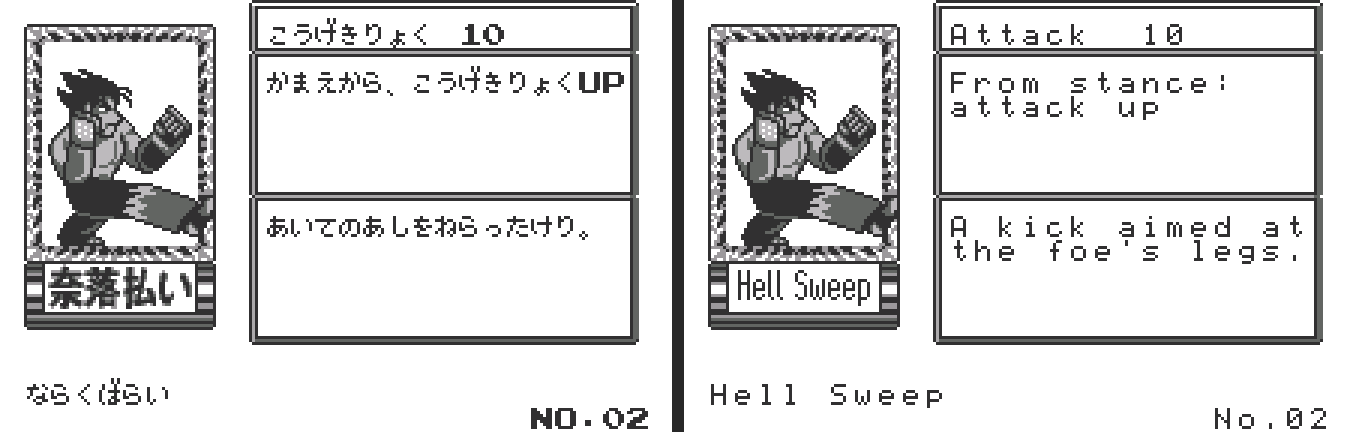 こうげきりょく 10
かまえから、こうげきりょくUP
あいてのあしをねらったけり。
奈落払い
ならくばらい
NO.02
Attack 10
From stance:
attack up
A kick aimed at
the foe's legs.
Hell Sweep
Hell Sweep
No.02